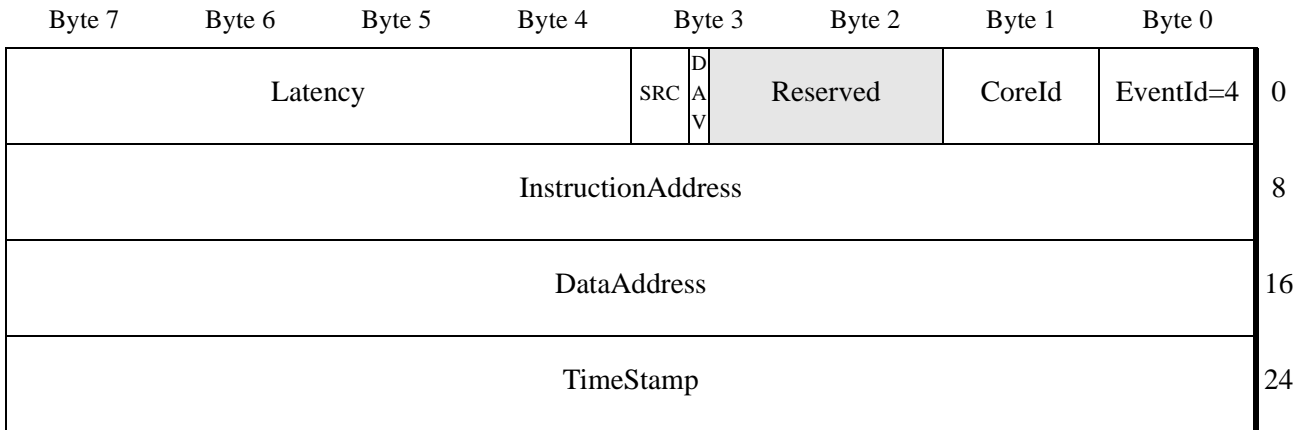 Byte 7 Byte 6 Byte 5 Byte 4 Byte 3 Byte 2 Byte 1 Byte 0
Latency SRC DAV Reserved CoreId EventId=4 0
InstructionAddress 8
DataAddress 16
TimeStamp 24